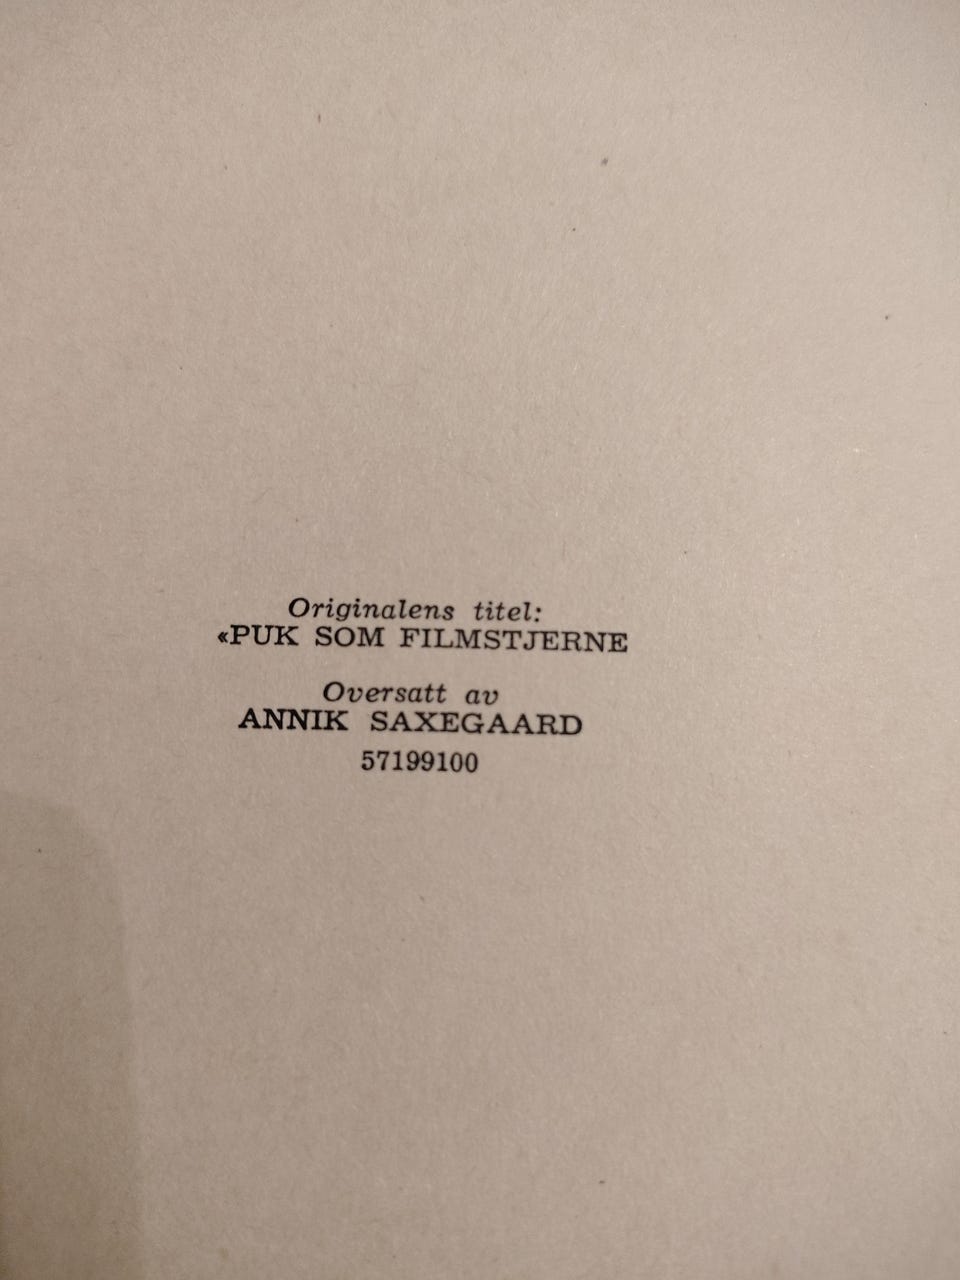 Originalens titel:
«PUK SOM FILMSTJERNE
Oversatt av
ANNIK SAXEGAARD
57199100